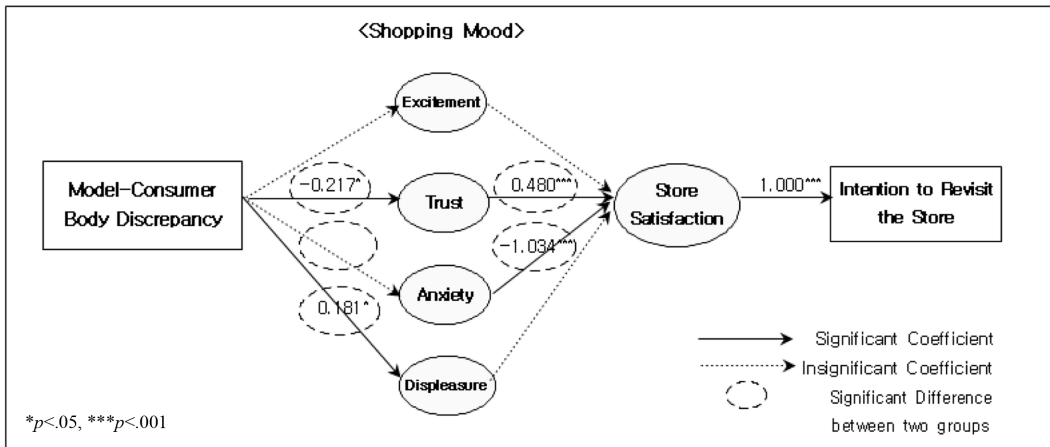 <Shopping Mood>
Excitement
Model-Consumer
Body Discrepancy
-0.217*
Trust
0.480***
Store
Satisfaction
1.000***
Intention to Revisit
the Store
-1.034***
Anxiety
0.181*
Displeasure
Significant Coefficient
Insignificant Coefficient
Significant Difference
between two groups
*p<.05, ***p<.001